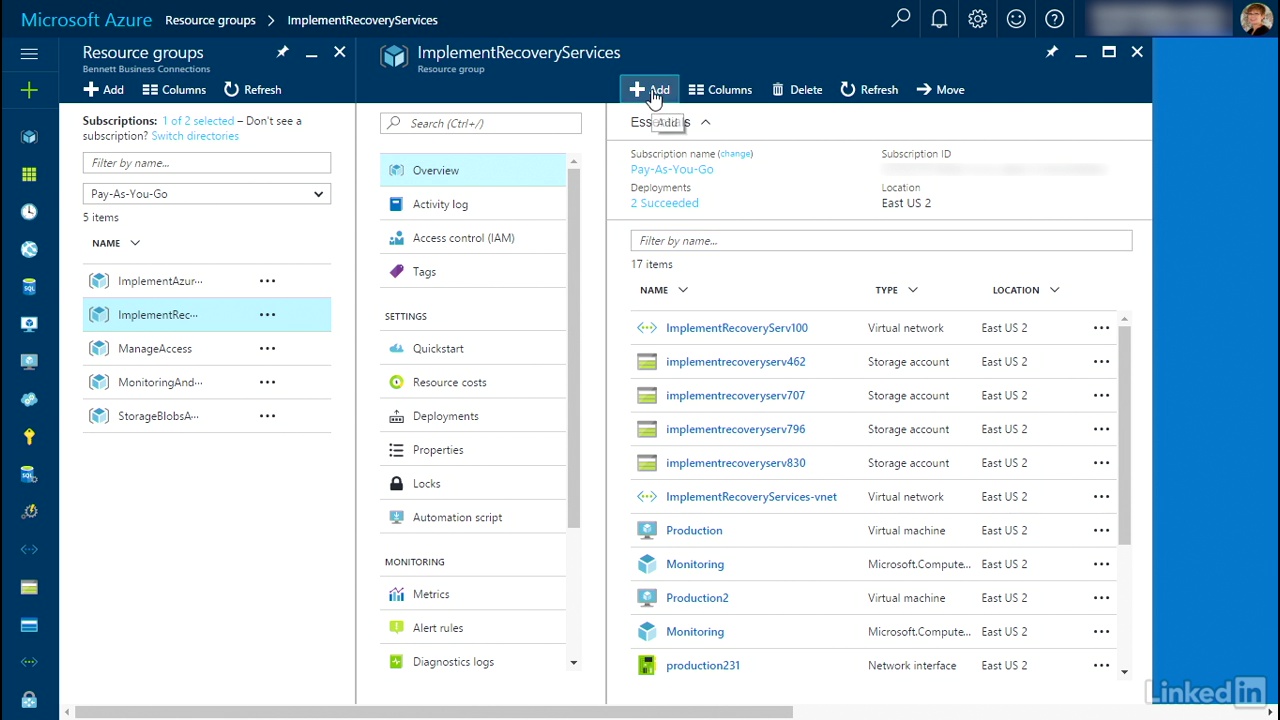 Microsoft Azure Resource groups > ImplementRecoveryServices
Resource groups
Bennett Business Connections
Add Columns Refresh
Subscriptions: 1 of 2 selected – Don't see a
subscription? Switch directories
Filter by name...
Pay-As-You-Go
5 items
NAME
ImplementAzur...
ImplementRec...
ManageAccess
MonitoringAnd...
StorageBlobsA...
ImplementRecoveryServices
Resource group
Search (Ctrl+/)
Overview
Activity log
Access control (IAM)
Tags
SETTINGS
Quickstart
Resource costs
Deployments
Properties
Locks
Automation script
MONITORING
Metrics
Alert rules
Diagnostics logs
Add Columns Delete Refresh Move
Add
Subscription name (change)
Pay-As-You-Go
Deployments
2 Succeeded
Subscription ID
Location
East US 2
Filter by name...
17 items
NAME TYPE LOCATION
ImplementRecoveryServ100 Virtual network East US 2
implementrecoveryserv462 Storage account East US 2
implementrecoveryserv707 Storage account East US 2
implementrecoveryserv796 Storage account East US 2
implementrecoveryserv830 Storage account East US 2
ImplementRecoveryServices-vnet Virtual network East US 2
Production Virtual machine East US 2
Monitoring Microsoft.Compute... East US 2
Production2 Virtual machine East US 2
Monitoring Microsoft.Compute... East US 2
production231 Network interface East US 2
LinkedIn